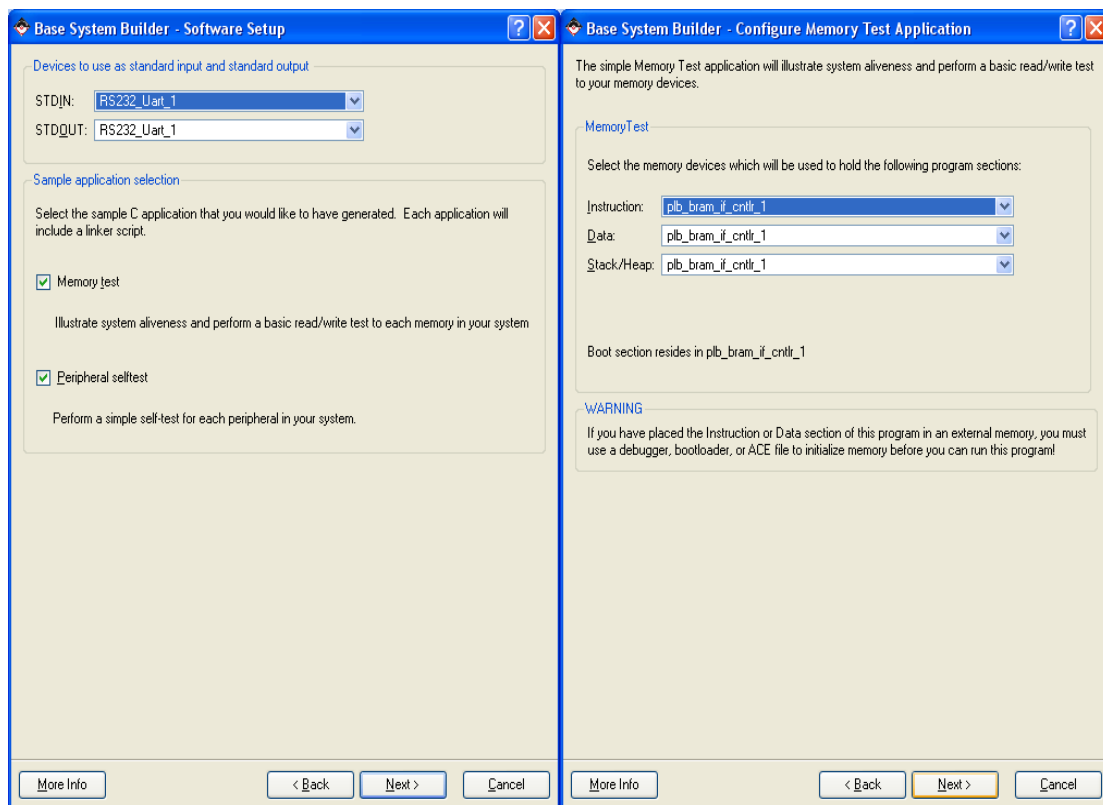 Base System Builder - Software Setup
Devices to use as standard input and standard output
STDIN: RS232_Uart_1
STDOUT: RS232_Uart_1
Sample application selection
Select the sample C application that you would like to have generated. Each application will
include a linker script.
Memory test
Illustrate system aliveness and perform a basic read/write test to each memory in your system
Peripheral selftest
Perform a simple self-test for each peripheral in your system.
More Info
< Back
Next >
Cancel
Base System Builder - Configure Memory Test Application
The simple Memory Test application will illustrate system aliveness and perform a basic read/write test
to your memory devices.
MemoryTest
Select the memory devices which will be used to hold the following program sections:
Instruction: plb_bram_if_cntlr_1
Data: plb_bram_if_cntlr_1
Stack/Heap: plb_bram_if_cntlr_1
Boot section resides in plb_bram_if_cntlr_1
WARNING
If you have placed the Instruction or Data section of this program in an external memory, you must
use a debugger, bootloader, or ACE file to initialize memory before you can run this program!
More Info
< Back
Next >
Cancel